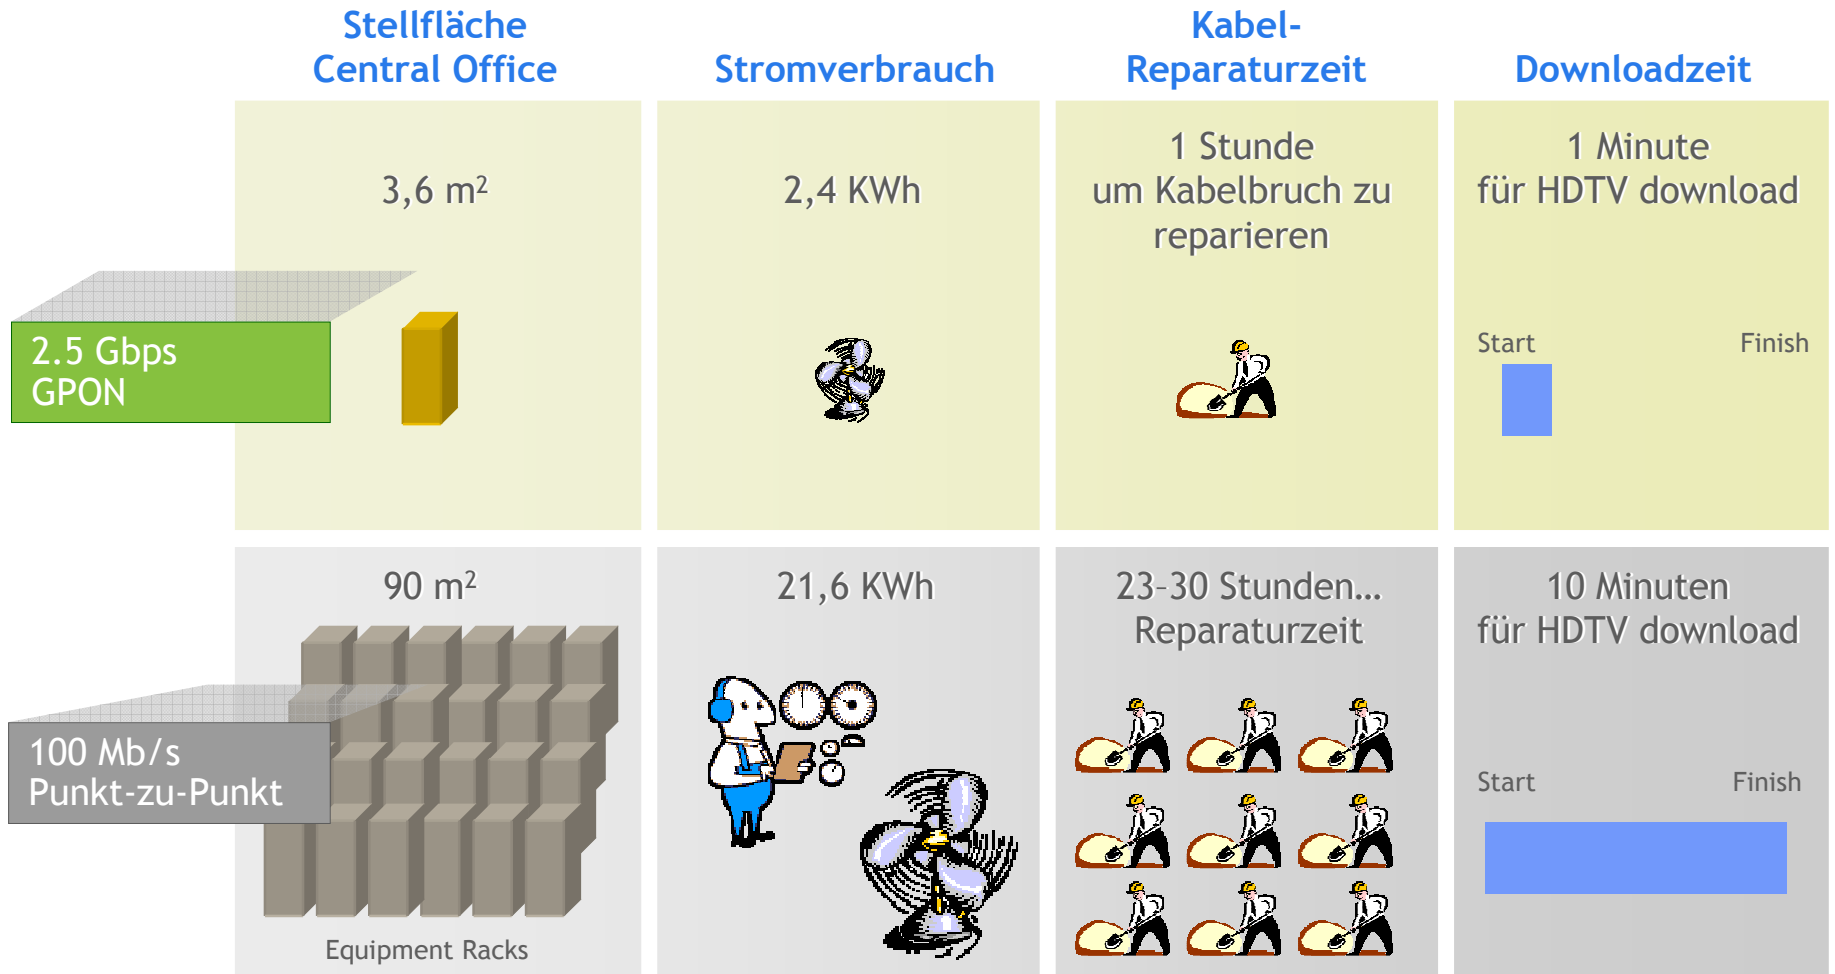 Stellfläche
Central Office
Stromverbrauch
Kabel-
Reparaturzeit
Downloadzeit
2.5 Gbps
GPON
3,6 m²
2,4 KWh
1 Stunde
um Kabelbruch zu
reparieren
1 Minute
für HDTV download
Start
Finish
100 Mb/s
Punkt-zu-Punkt
90 m²
Equipment Racks
21,6 KWh
23–30 Stunden…
Reparaturzeit
10 Minuten
für HDTV download
Start
Finish